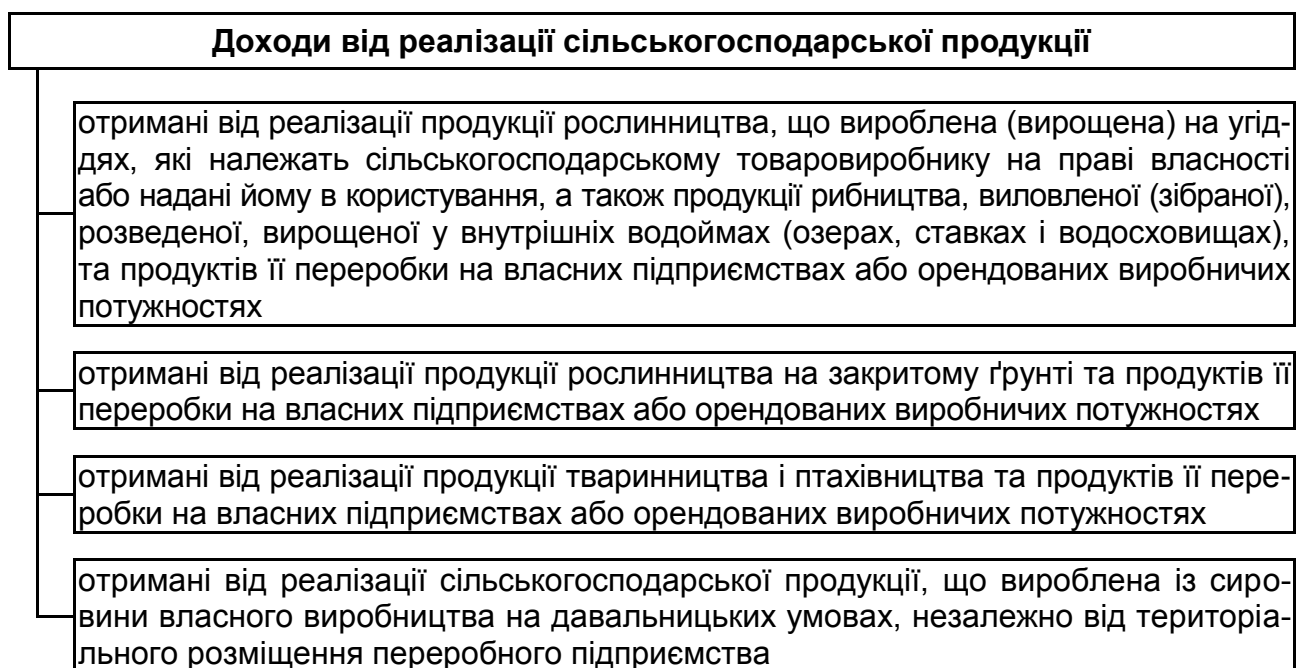 Доходи від реалізації сільськогосподарської продукції
отримані від реалізації продукції рослинництва, що вироблена (вирощена) на угід-
дях, які належать сільськогосподарському товаровиробнику на праві власності
або надані йому в користування, а також продукції рибництва, виловленої (зібраної),
розведеної, вирощеної у внутрішніх водоймах (озерах, ставках і водосховищах),
та продуктів її переробки на власних підприємствах або орендованих виробничих
потужностях
отримані від реалізації продукції рослинництва на закритому ґрунті та продуктів її
переробки на власних підприємствах або орендованих виробничих потужностях
отримані від реалізації продукції тваринництва і птахівництва та продуктів її пере-
робки на власних підприємствах або орендованих виробничих потужностях
отримані від реалізації сільськогосподарської продукції, що вироблена із сиро-
вини власного виробництва на давальницьких умовах, незалежно від територіа-
льного розміщення переробного підприємства